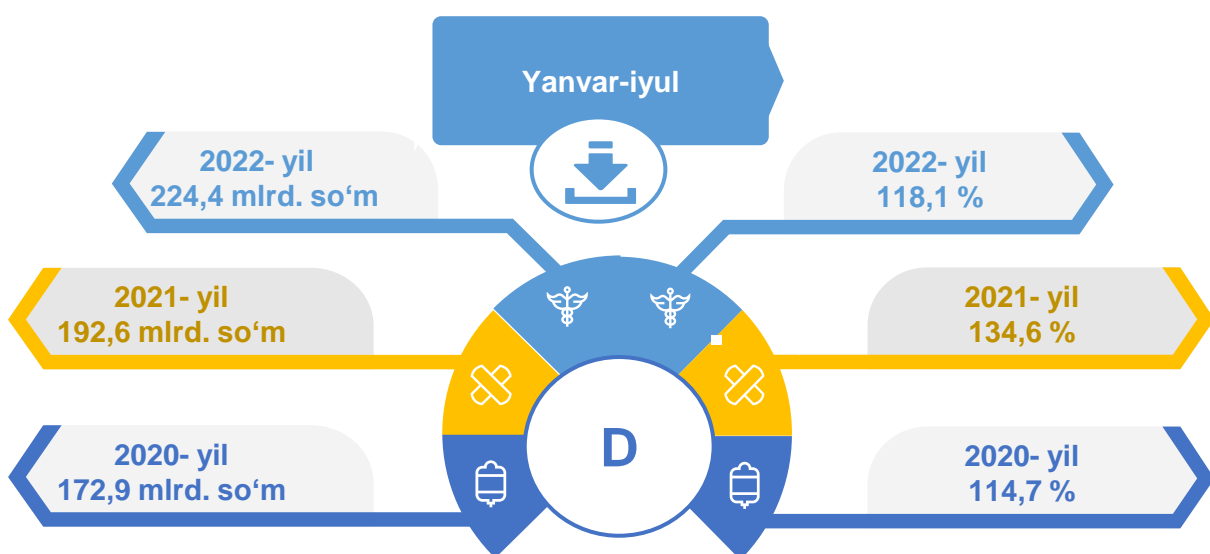 Yanvar-iyul
2022- yil
224,4 mlrd. so‘m
2022- yil
118,1 %
2021- yil
192,6 mlrd. so‘m
2021- yil
134,6 %
2020- yil
172,9 mlrd. so‘m
2020- yil
114,7 %
D